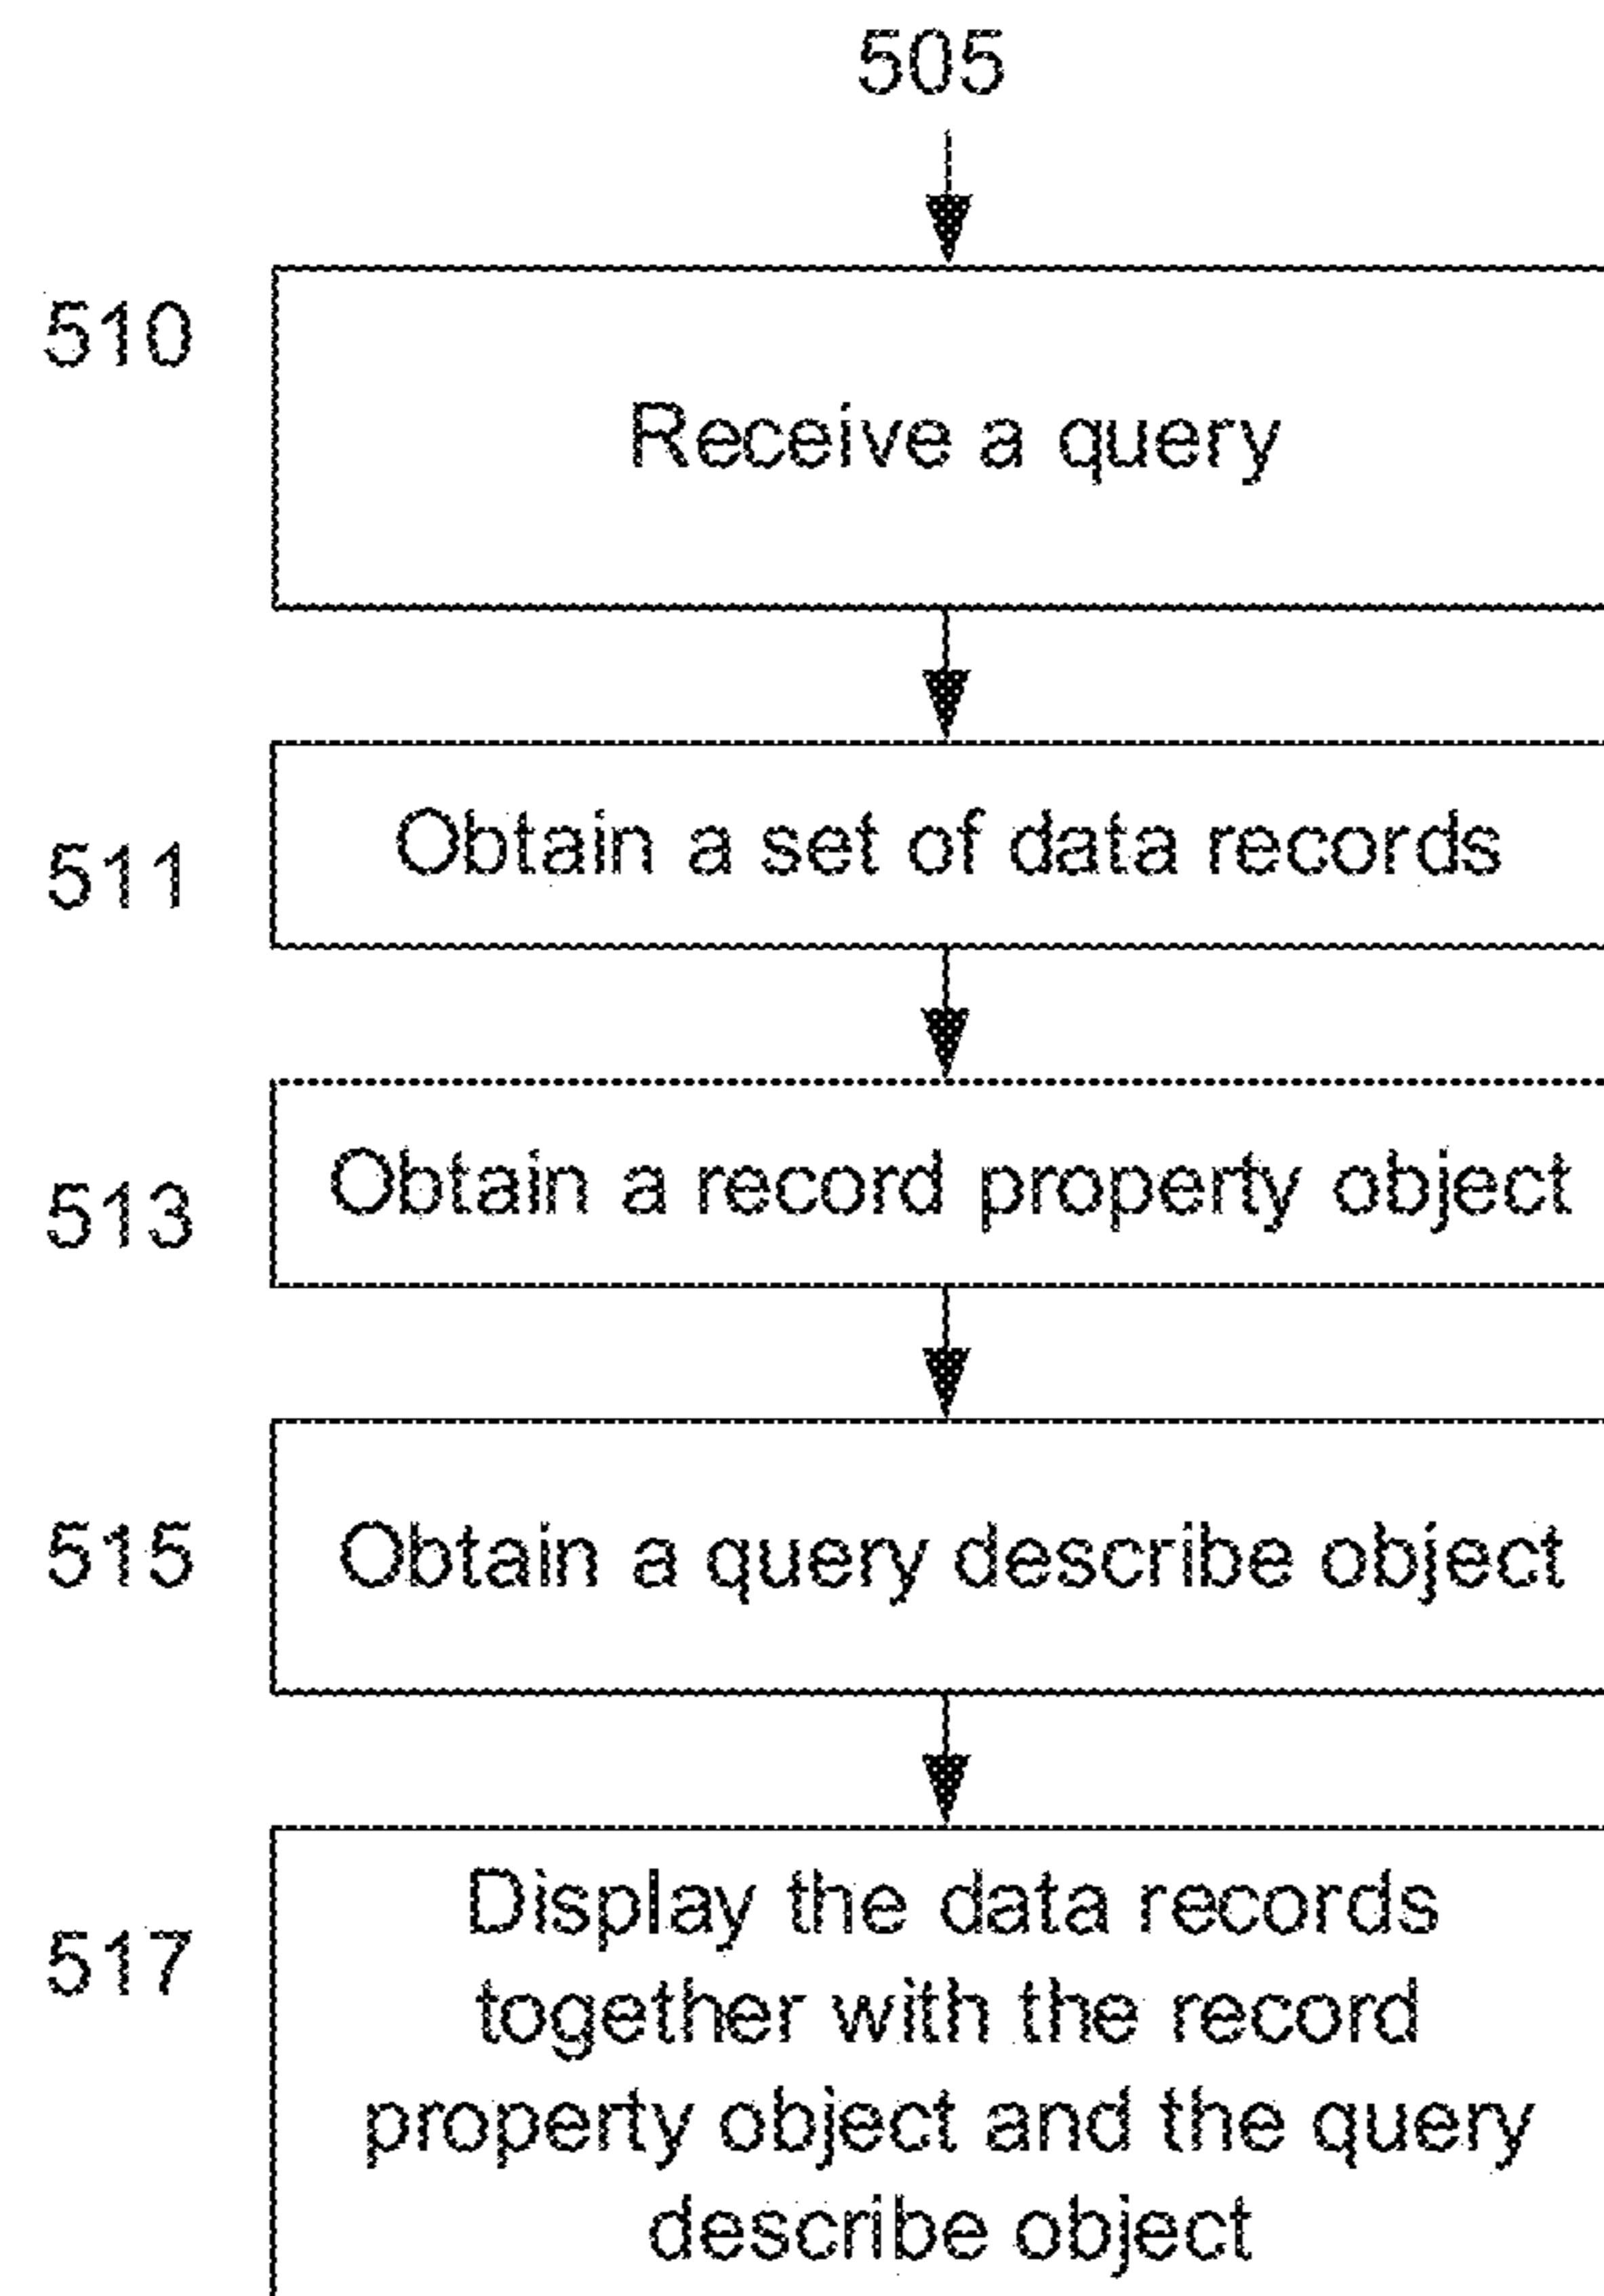 505
510
Receive a query
511
Obtain a set of data records
513
Obtain a record property object
515
Obtain a query describe object
517
Display the data records
together with the record
property object and the query
describe object